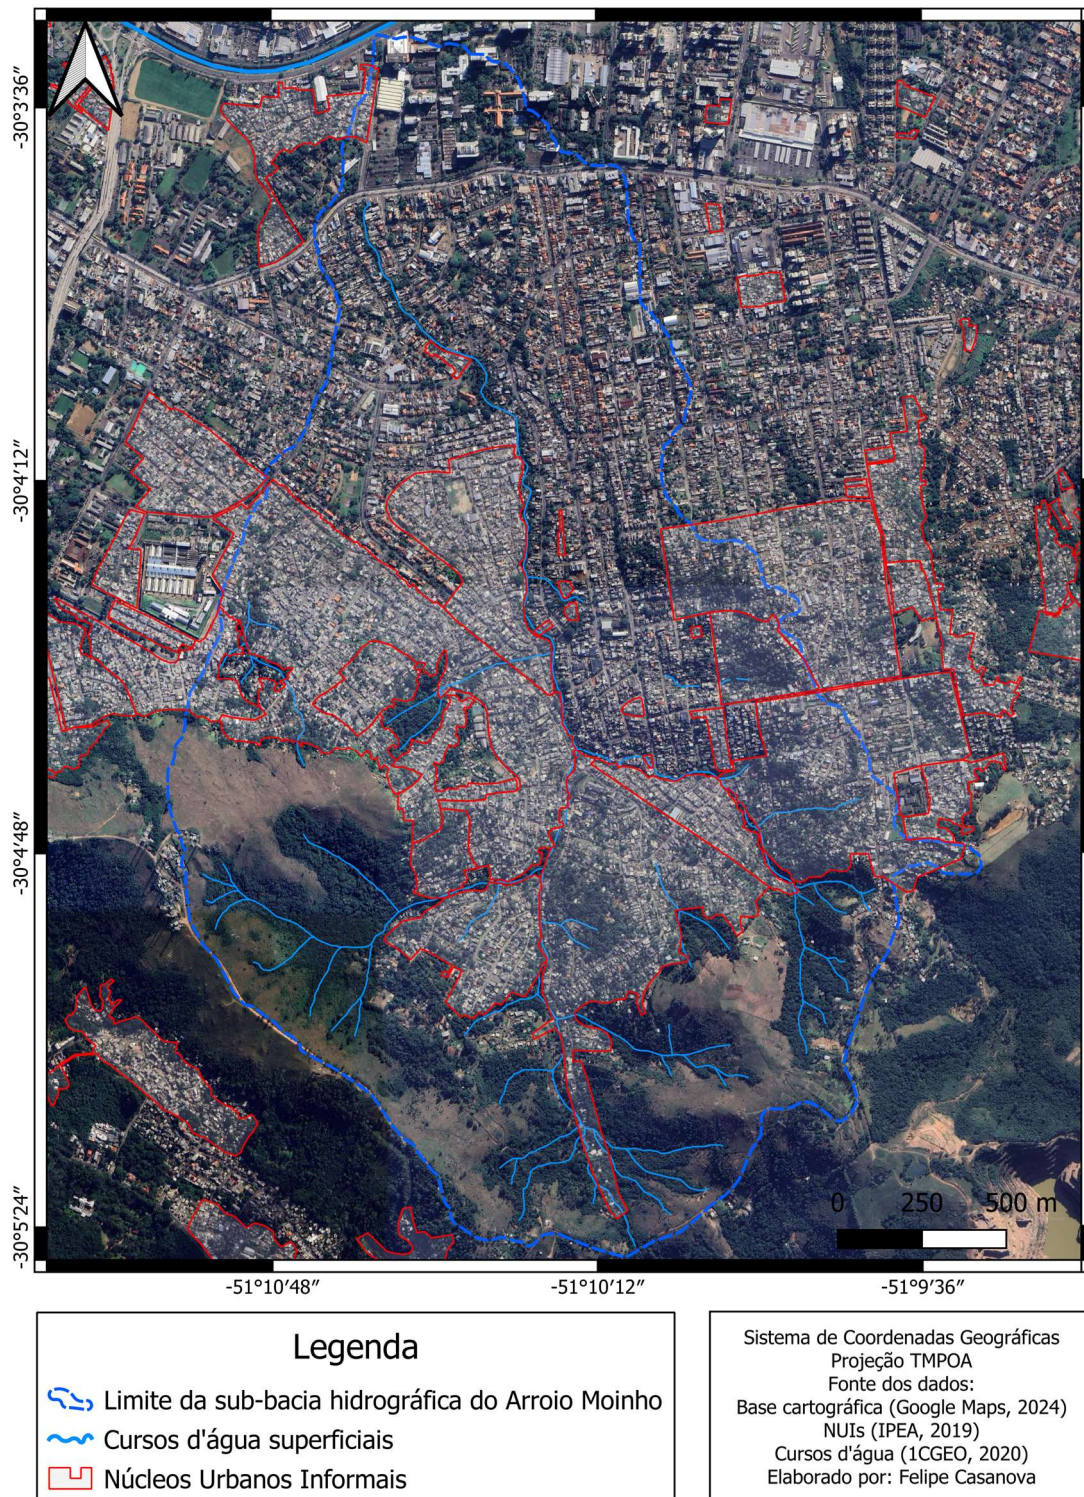 -30°3'36"
-30°4'12"
-30°4'48"
-30°5'24"
0 250 500 m
-51°10'48" -51°10'12" -51°9'36"
Legenda
Limite da sub-bacia hidrográfica do Arroio Moinho
Cursos d'água superficiais
Núcleos Urbanos Informais
Sistema de Coordenadas Geográficas
Projeção TMPOA
Fonte dos dados:
Base cartográfica (Google Maps, 2024)
NUIs (IPEA, 2019)
Cursos d'água (1CGEO, 2020)
Elaborado por: Felipe Casanova